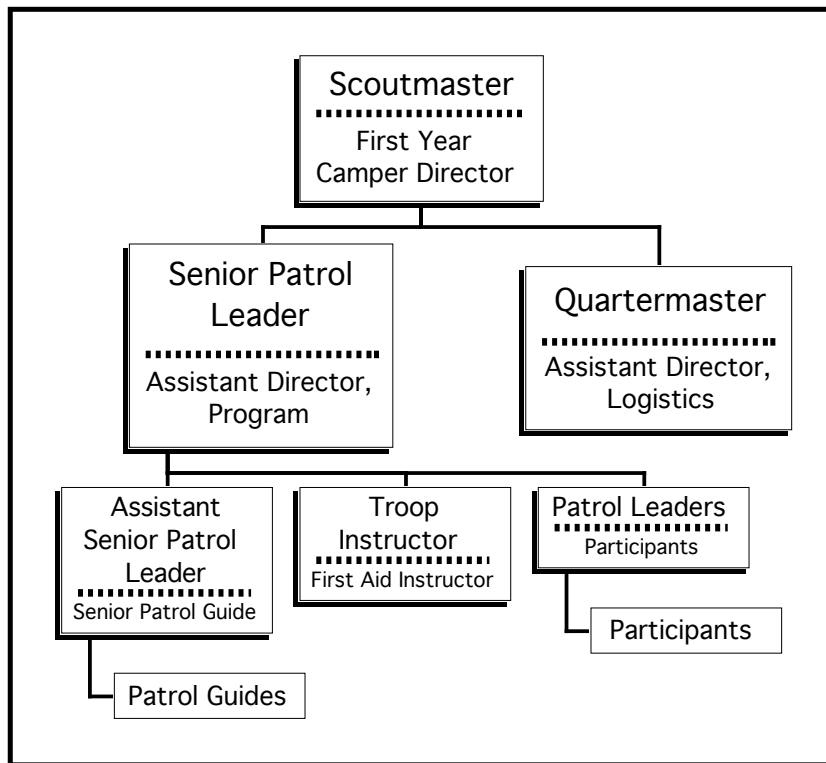 Scoutmaster
First Year
Camper Director
Senior Patrol
Leader
Assistant Director,
Program
Quartermaster
Assistant Director,
Logistics
Assistant
Senior Patrol
Leader
Senior Patrol Guide
Troop
Instructor
First Aid Instructor
Patrol Leaders
Participants
Participants
Patrol Guides